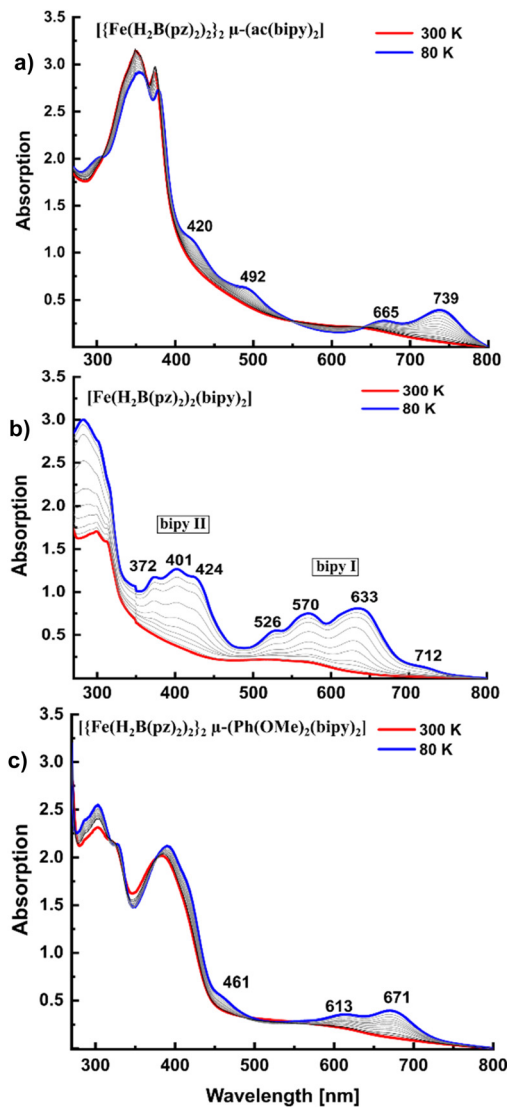 a)
[{Fe(H₂B(pz)₂)₂}₂ μ-(ac(bipy)₂]
300 K
80 K
Absorption
3.5
3.0
2.5
2.0
1.5
1.0
0.5
420
492
665
739
300 400 500 600 700 800
b)
[Fe(H₂B(pz)₂)₂(bipy)₂]
300 K
80 K
Absorption
3.5
3.0
2.5
2.0
1.5
1.0
0.5
bipy II
372 401 424
bipy I
526 570 633
712
300 400 500 600 700 800
c)
[{Fe(H₂B(pz)₂)₂}₂ μ-(Ph(OMe)₂(bipy)₂]
300 K
80 K
Absorption
3.5
3.0
2.5
2.0
1.5
1.0
0.5
461
613 671
300 400 500 600 700 800
Wavelength [nm]